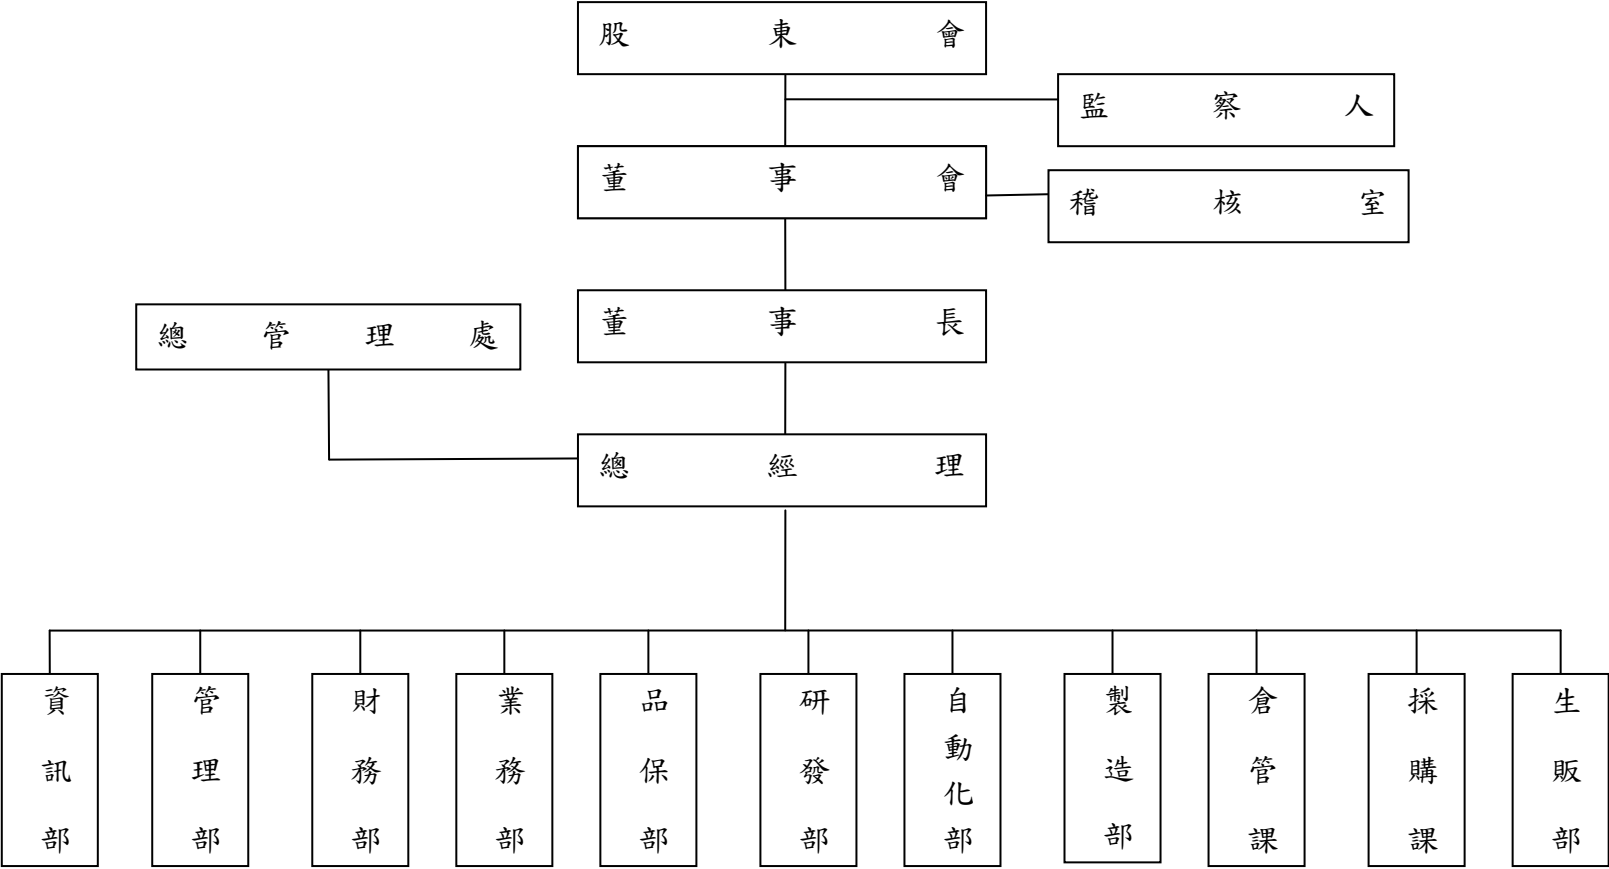 股東會
監察人
董事會
稽核室
董事長
總管理處
總經理
資訊部
管理部
財務部
業務部
品保部
研發部
自動化部
製造部
倉管課
採購課
生販部